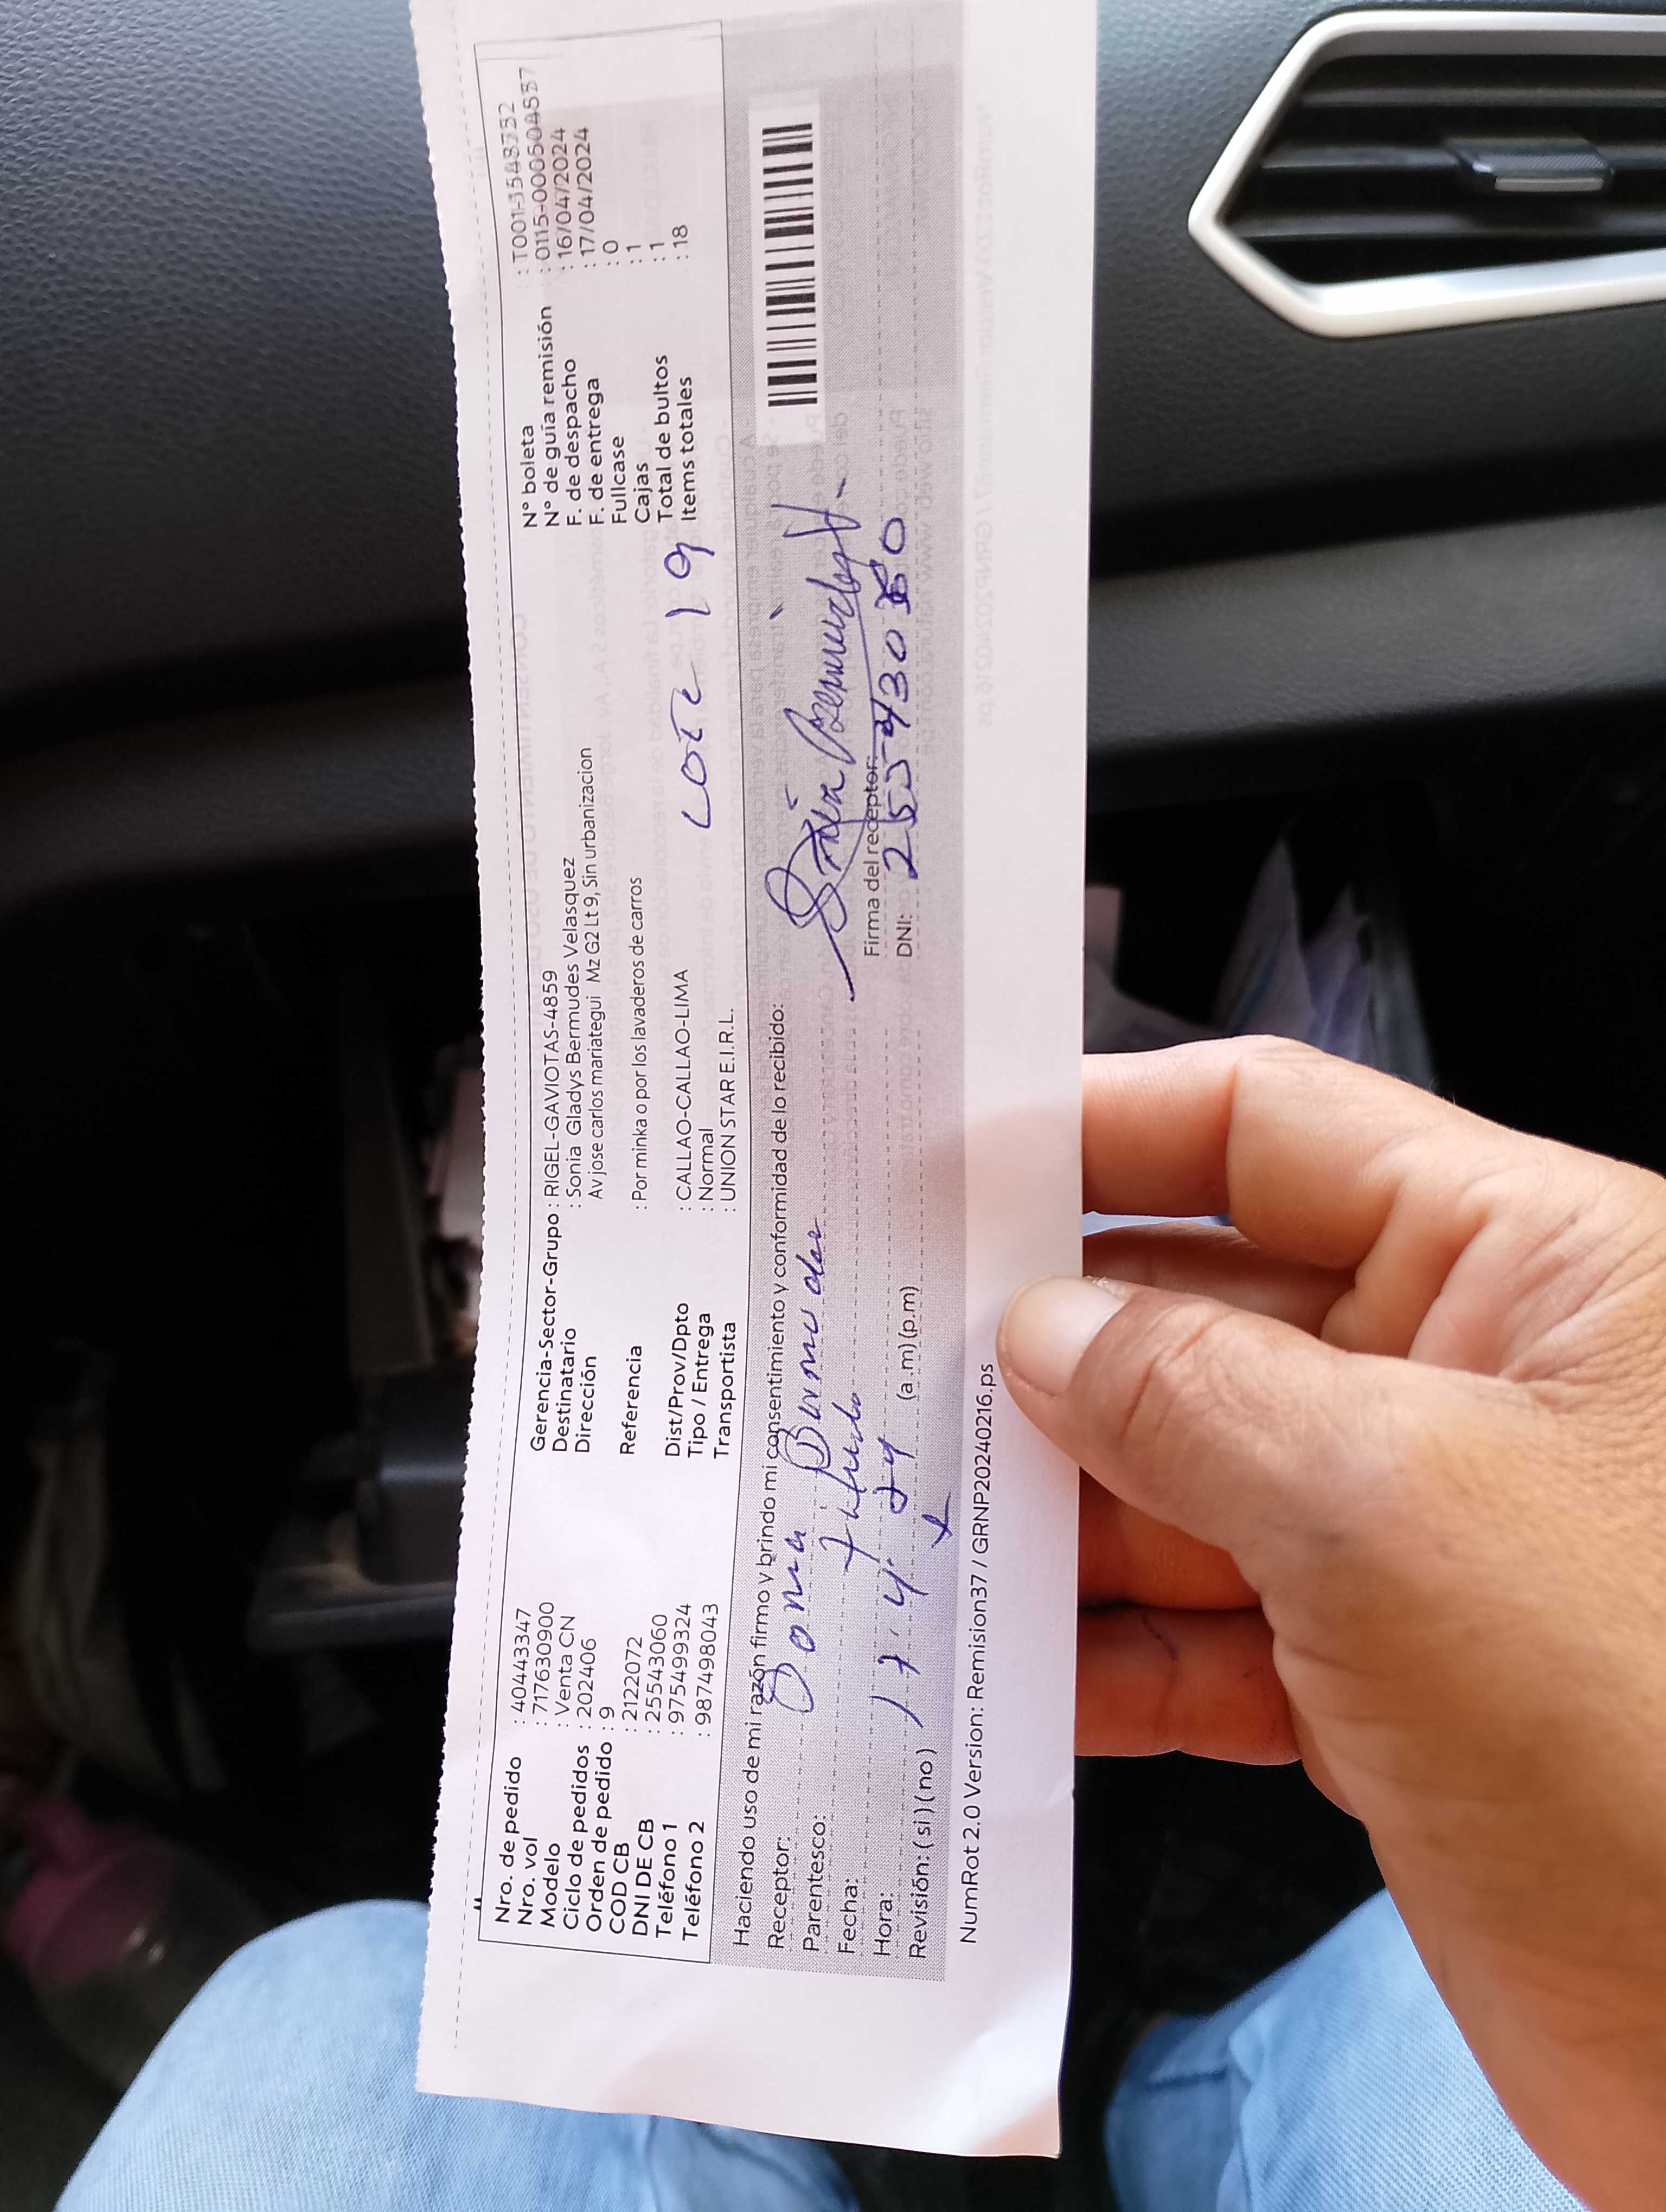 Nro. de pedido : 40443347
Nro. vol : 717630900
Modelo : Venta CN
Ciclo de pedidos : 202406
Orden de pedido : 9
COD CB : 2122072
DNI DE CB : 25543060
Teléfono 1 : 975499324
Teléfono 2 : 987498043
Gerencia-Sector-Grupo : RIGEL-GAVIOTAS-4859
Destinatario : Sonia Gladys Bermudes Velasquez
Dirección Av jose carlos mariategui Mz G2 Lt 9, Sin urbanizacion
Referencia : Por minka o por los lavaderos de carros
Dist/Prov/Dpto : CALLAO-CALLAO-LIMA
Tipo / Entrega : Normal
Transportista : UNION STAR E.I.R.L.
N° boleta
N° de guía remisión : 0115-000504537
F. de despacho : 16/04/2024
F. de entrega : 17/04/2024
Fullcase : 0
Cajas : 1
Total de bultos : 1
Items totales : 18
LOTE 19
Haciendo uso de mi razón firmo y brindo mi consentimiento y conformidad de lo recibido:
Receptor: Sonia Bermudes
Parentesco:
Fecha: 17.4.24
Hora: (a.m)(p.m)
Revisión: (si) (no)
Firma del receptor:
DNI: 25543060
NumRot 2.0 Version: Remision37 / GRNP20240216.ps